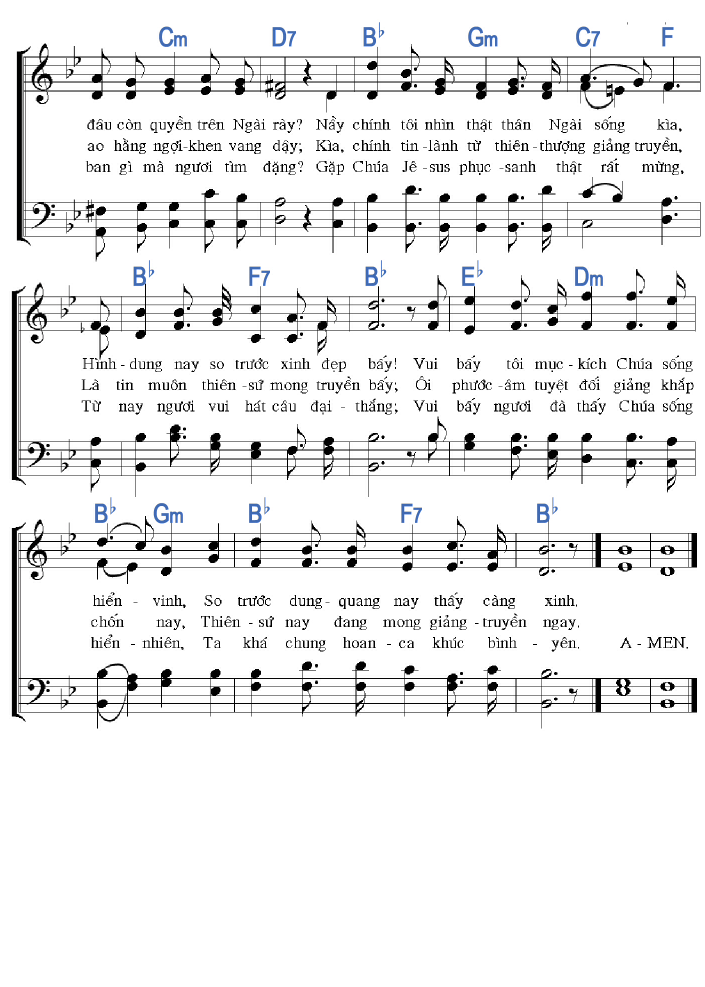 Cm D7 B♭ Gm C7 F
đâu còn quyền trên Ngài rày? Nầy chính tôi nhìn thật thân Ngài sống kìa,
ao hằng ngợi-khen vang dậy; Kìa, chính tin-lành từ thiên-thượng giảng truyền,
ban gì mà ngươi tìm đặng? Gặp Chúa Jê-sus phục-sanh thật rất mừng,
B♭ F7 B♭ E♭ Dm
Hình-dung nay so trước xinh đẹp bấy! Vui bấy tôi mục-kích Chúa sống
Là tin muôn thiên-sứ mong truyền bấy; Ôi phước-âm tuyệt đối giảng khắp
Từ nay ngươi vui hát câu đại-thắng; Vui bấy ngươi đà thấy Chúa sống
B♭ Gm B♭ F7 B♭
hiển-vinh, So trước dung-quang nay thấy càng xinh.
chốn nay, Thiên-sứ nay đang mong giảng-truyền ngay.
hiển-nhiên, Ta khá chung hoan-ca khúc bình-yên. A-MEN.